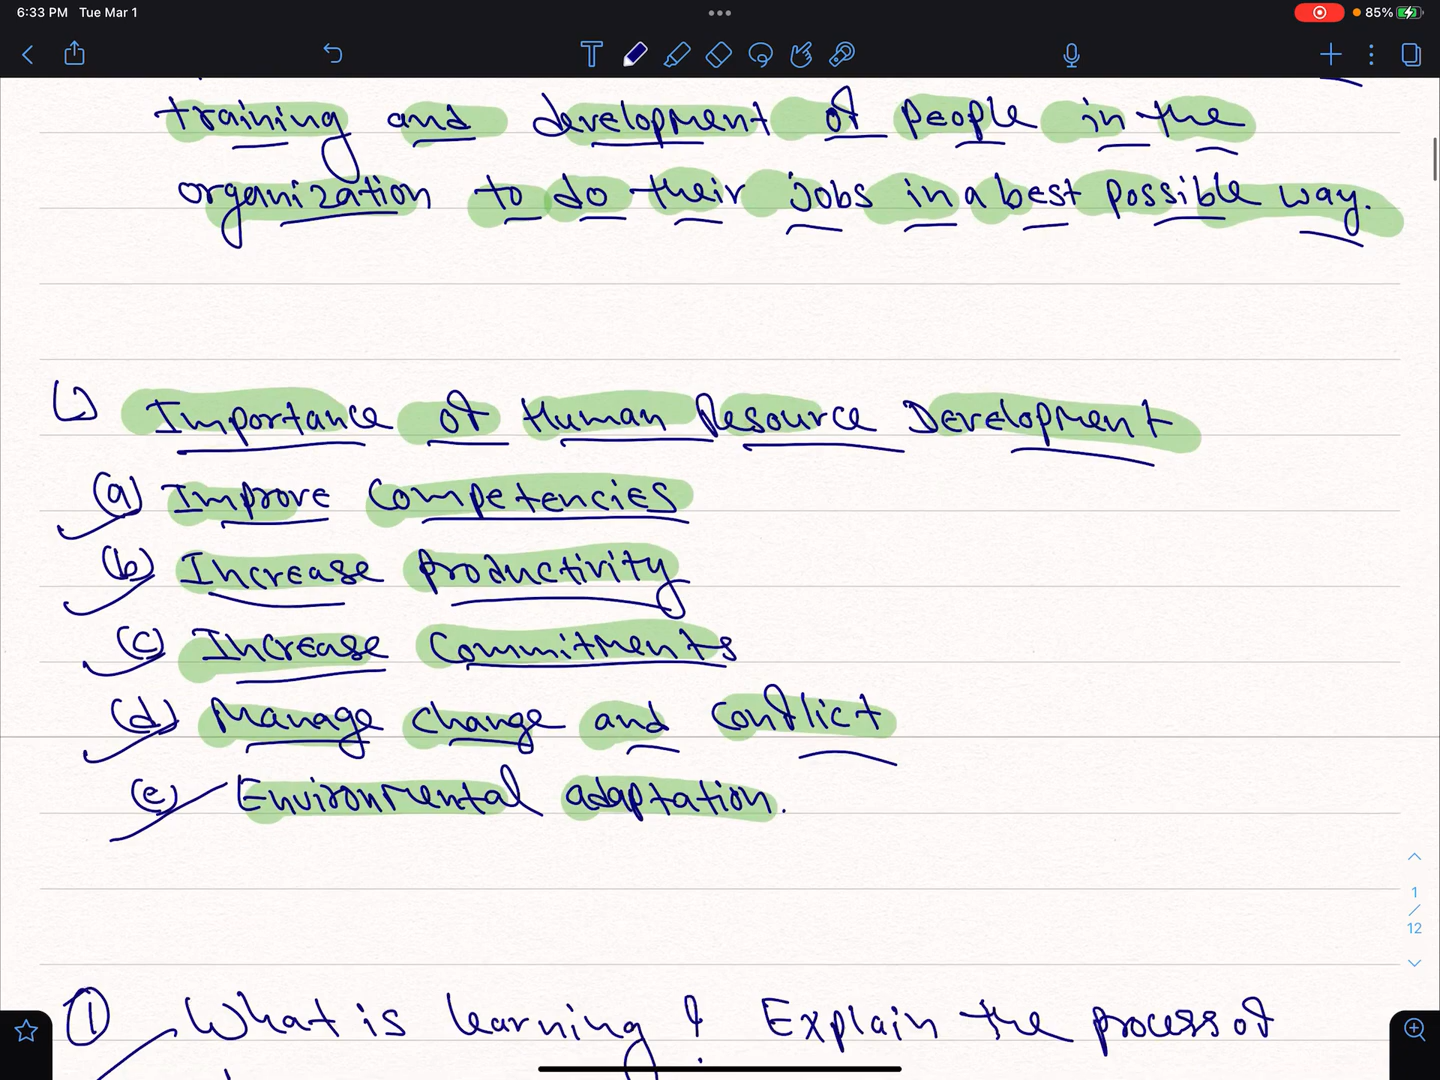 6:33 PM Tue Mar 1
85%
training and development of people in the
organization to do their jobs in a best possible way.
Importance of Human Resource Development
(a) Improve Competencies
(b) Increase productivity
(c) Increase Commitments
(d) Manage change and conflict
(e) Environmental adaptation.
1
/
12
① What is learning ? Explain the process of